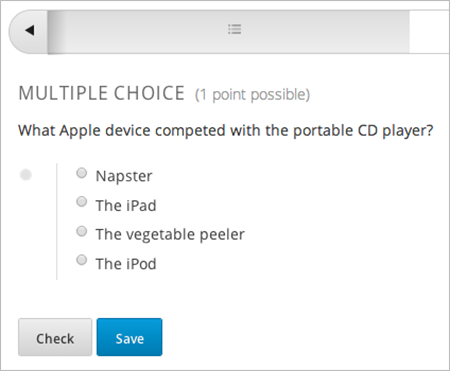 MULTIPLE CHOICE (1 point possible)
What Apple device competed with the portable CD player?
Napster
The iPad
The vegetable peeler
The iPod
Check Save